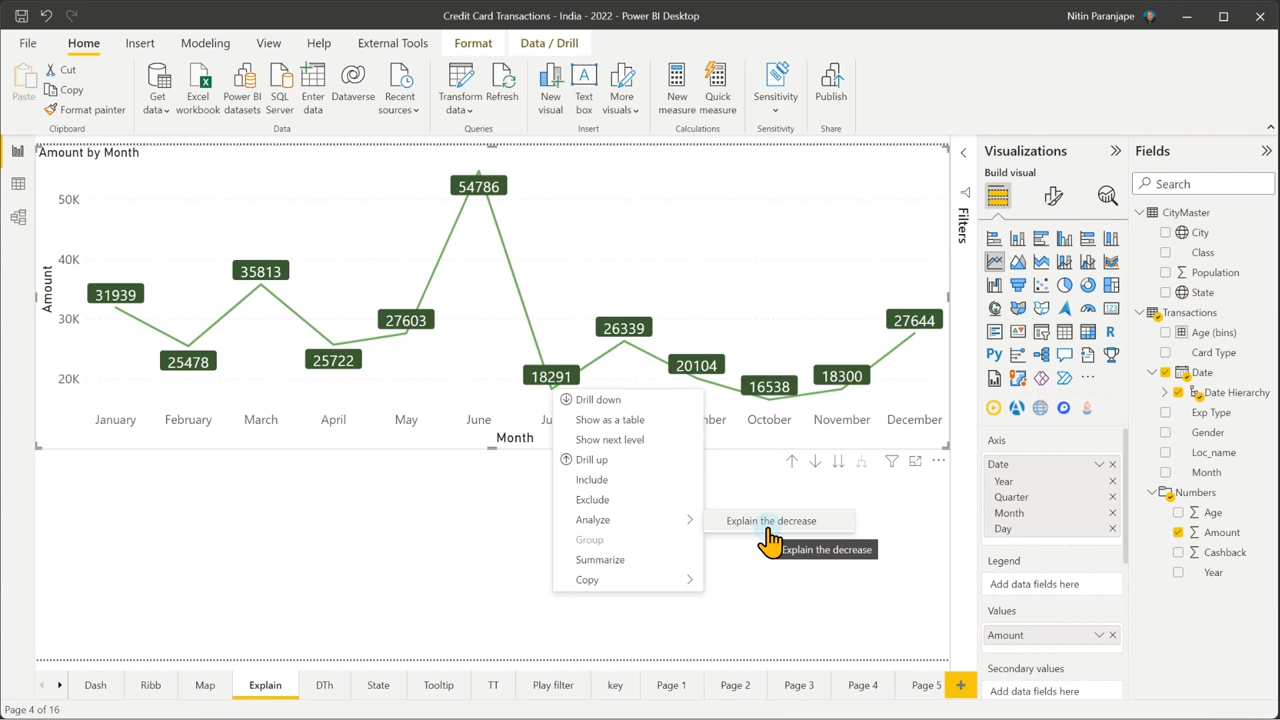 Credit Card Transactions - India - 2022 - Power BI Desktop
Nitin Paranjape
File Home Insert Modeling View Help External Tools Format Data / Drill
Paste
Cut
Copy
Format painter
Clipboard
Get data
Excel workbook
Power BI datasets
SQL Server
Enter data
Dataverse
Recent sources
Data
Transform data
Refresh
Queries
New visual
Text box
More visuals
Insert
New measure
Quick measure
Calculations
Sensitivity
Sensitivity
Publish
Share
Amount by Month
50K
40K
30K
20K
Amount
31939
25478
35813
25722
27603
54786
18291
26339
20104
16538
18300
27644
January February March April May June Ju ber October November December
Month
Drill down
Show as a table
Show next level
Drill up
Include
Exclude
Analyze
Group
Summarize
Copy
Explain the decrease
Explain the decrease
Filters
Visualizations
Build visual
R
Py
Axis
Date
Year
Quarter
Month
Day
Legend
Add data fields here
Values
Amount
Secondary values
Add data fields here
Fields
Search
CityMaster
City
Class
Population
State
Transactions
Age (bins)
Card Type
Date
Date Hierarchy
Exp Type
Gender
Loc_name
Month
Numbers
Age
Amount
Cashback
Year
Dash Ribb Map Explain DTh State Tooltip TT Play filter key Page 1 Page 2 Page 3 Page 4 Page 5
Page 4 of 16